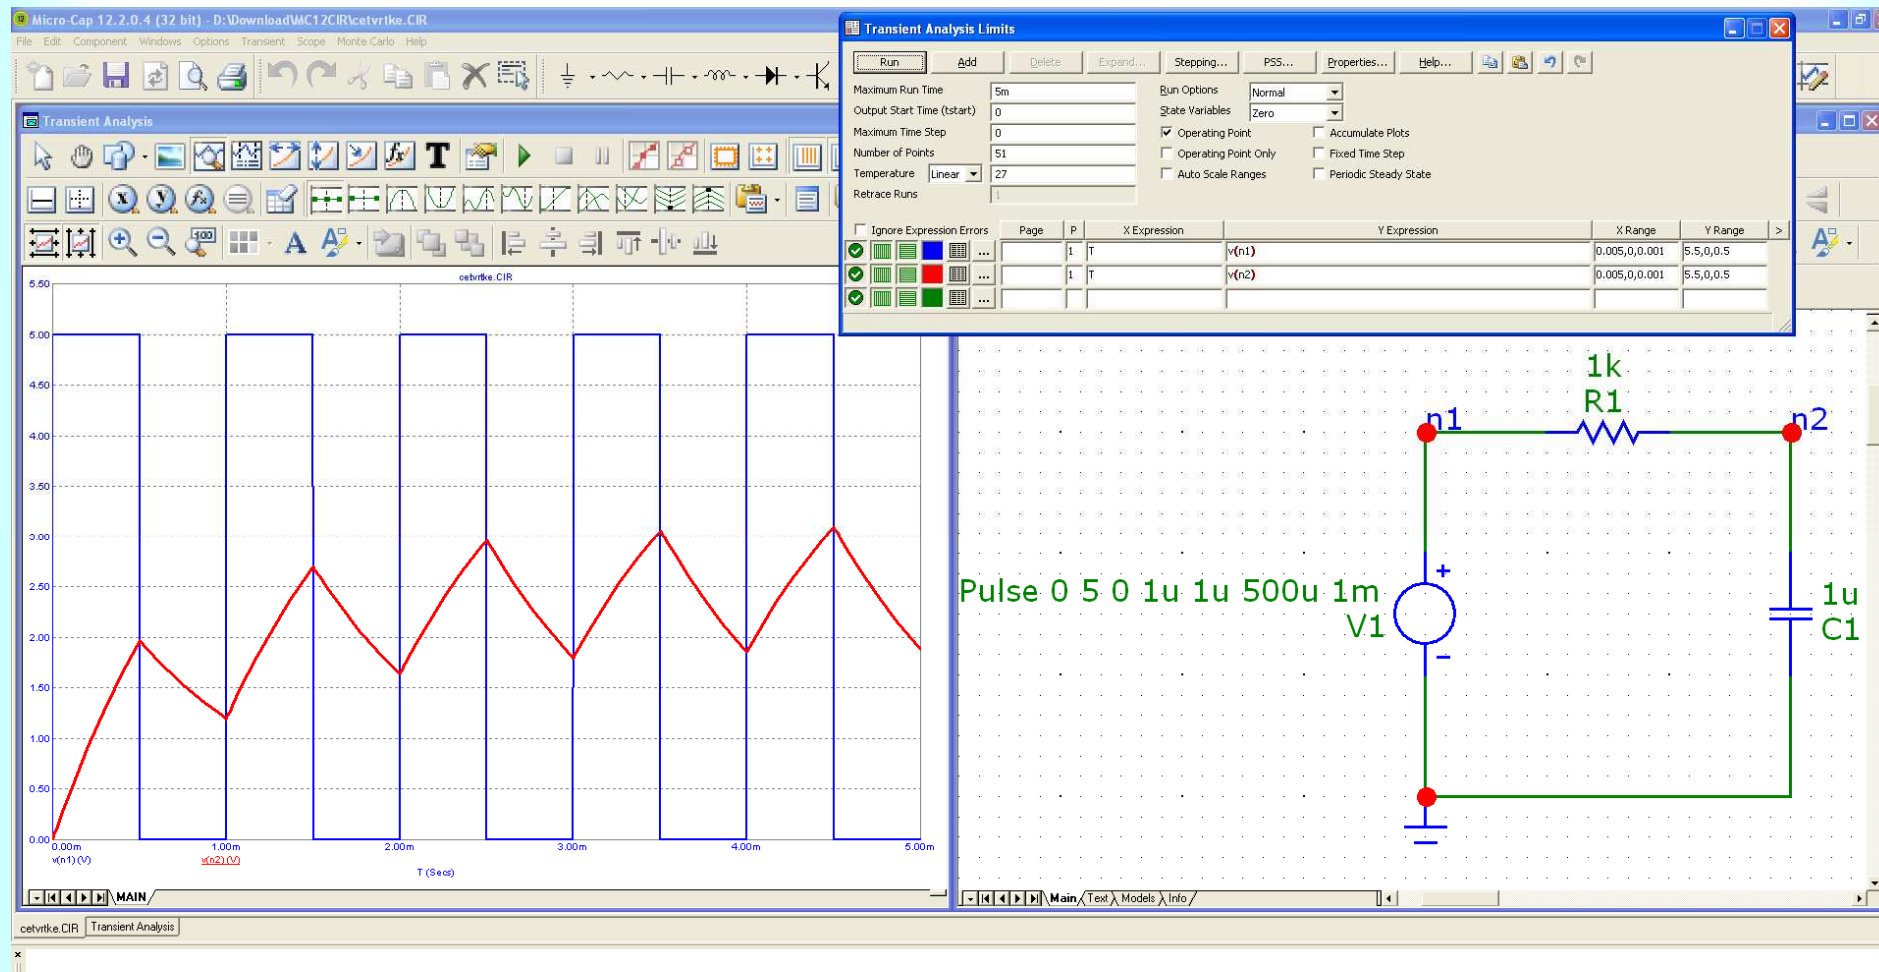 Micro-Cap 12.2.0.4 (32 bit) - D:\Download\MC12CIR\cetvrtke.CIR
File Edit Component Windows Options Transient Scope Monte Carlo Help
Transient Analysis
T
X y fx
100 A
cetvrtke.CIR
5.50
5.00
4.50
4.00
3.50
3.00
2.50
2.00
1.50
1.00
0.50
0.00
0.00m 1.00m 2.00m 3.00m 4.00m 5.00m
v(n1) (V) v(n2) (V)
T (Secs)
MAIN
Transient Analysis Limits
Run Add Delete Expand... Stepping... PSS... Properties... Help...
Maximum Run Time 5m Run Options Normal
Output Start Time (tstart) 0 State Variables Zero
Maximum Time Step 0 Operating Point Accumulate Plots
Number of Points 51 Operating Point Only Fixed Time Step
Temperature Linear 27 Auto Scale Ranges Periodic Steady State
Retrace Runs 1
Ignore Expression Errors Page P X Expression Y Expression X Range Y Range >
... 1 T v(n1) 0.005,0,0.001 5.5,0,0.5
... 1 T v(n2) 0.005,0,0.001 5.5,0,0.5
...
1k
R1
n1 n2
+
Pulse 0 5 0 1u 1u 500u 1m
V1
-
1u
C1
Main Text Models Info
cetvrtke.CIR Transient Analysis